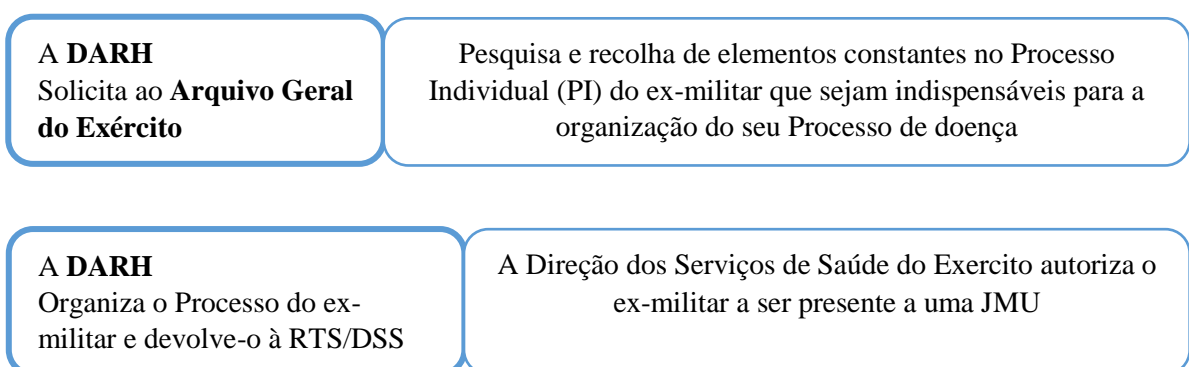 A DARH
Solicita ao Arquivo Geral
do Exército
Pesquisa e recolha de elementos constantes no Processo
Individual (PI) do ex-militar que sejam indispensáveis para a
organização do seu Processo de doença
A DARH
Organiza o Processo do ex-
militar e devolve-o à RTS/DSS
A Direção dos Serviços de Saúde do Exercito autoriza o
ex-militar a ser presente a uma JMU